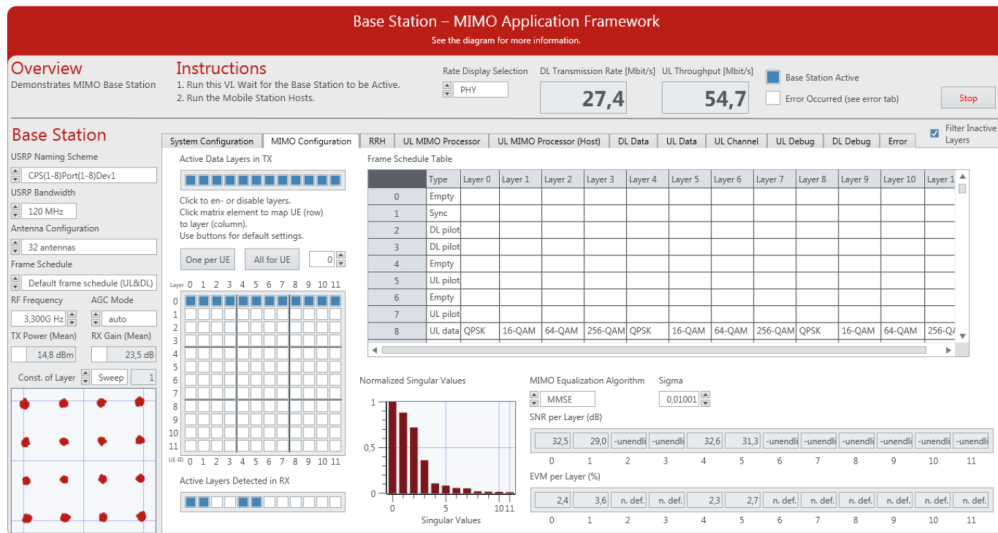 Base Station – MIMO Application Framework
See the diagram for more information.
Overview
Demonstrates MIMO Base Station
Instructions
1. Run this VI. Wait for the Base Station to be Active.
2. Run the Mobile Station Hosts.
Rate Display Selection
PHY
DL Transmission Rate [Mbit/s]
27,4
UL Throughput [Mbit/s]
54,7
Base Station Active
Error Occurred (see error tab)
Stop
Base Station
USRP Naming Scheme
CPS(1-8)Port(1-8)Dev1
USRP Bandwidth
120 MHz
Antenna Configuration
32 antennas
Frame Schedule
Default frame schedule (UL&DL)
RF Frequency AGC Mode
3,300G Hz auto
TX Power (Mean) RX Gain (Mean)
14,8 dBm 23,5 dB
Const. of Layer Sweep 1
System Configuration MIMO Configuration RRH UL MIMO Processor UL MIMO Processor (Host) DL Data UL Data UL Channel UL Debug DL Debug Error
Filter Inactive
Layers
Active Data Layers in TX
Click to en- or disable layers.
Click matrix element to map UE (row)
to layer (column).
Use buttons for default settings.
One per UE All for UE 0
Layer 0 1 2 3 4 5 6 7 8 9 10 11
0
1
2
3
4
5
6
7
8
9
10
11
UE-ID 0 1 2 3 4 5 6 7 8 9 10 11
Active Layers Detected in RX
Frame Schedule Table
Type Layer 0 Layer 1 Layer 2 Layer 3 Layer 4 Layer 5 Layer 6 Layer 7 Layer 8 Layer 9 Layer 10 Layer 1
0 Empty
1 Sync
2 DL pilot
3 DL pilot
4 Empty
5 UL pilot
6 Empty
7 UL pilot
8 UL data QPSK 16-QAM 64-QAM 256-QAM QPSK 16-QAM 64-QAM 256-QAM QPSK 16-QAM 64-QAM 256-QA
Normalized Singular Values
1
0,5
0
0 5 10 11
Singular Values
MIMO Equalization Algorithm Sigma
MMSE 0,01001
SNR per Layer (dB)
32,5 29,0 -unendli -unendli 32,6 31,3 -unendli -unendli -unendli -unendli -unendli -unendli
0 1 2 3 4 5 6 7 8 9 10 11
EVM per Layer (%)
2,4 3,6 n. def. n. def. 2,3 2,7 n. def. n. def. n. def. n. def. n. def. n. def.
0 1 2 3 4 5 6 7 8 9 10 11